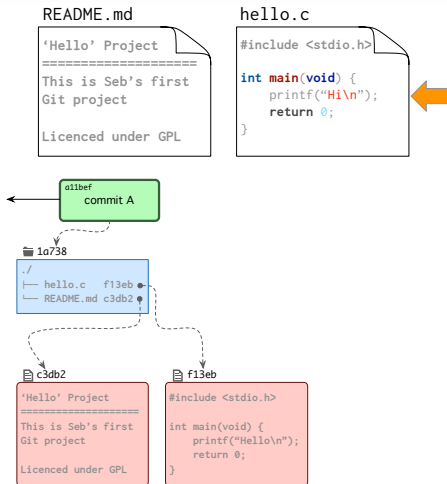 README.md
‘Hello’ Project
=====================
This is Seb’s first
Git project
Licenced under GPL
hello.c
#include <stdio.h>
int main(void) {
printf(“Hi\n”);
return 0;
}
a11bef
commit A
1a738
./
├── hello.c f13eb
└── README.md c3db2
c3db2
‘Hello’ Project
====================
This is Seb’s first
Git project
Licenced under GPL
f13eb
#include <stdio.h>
int main(void) {
printf(“Hello\n”);
return 0;
}